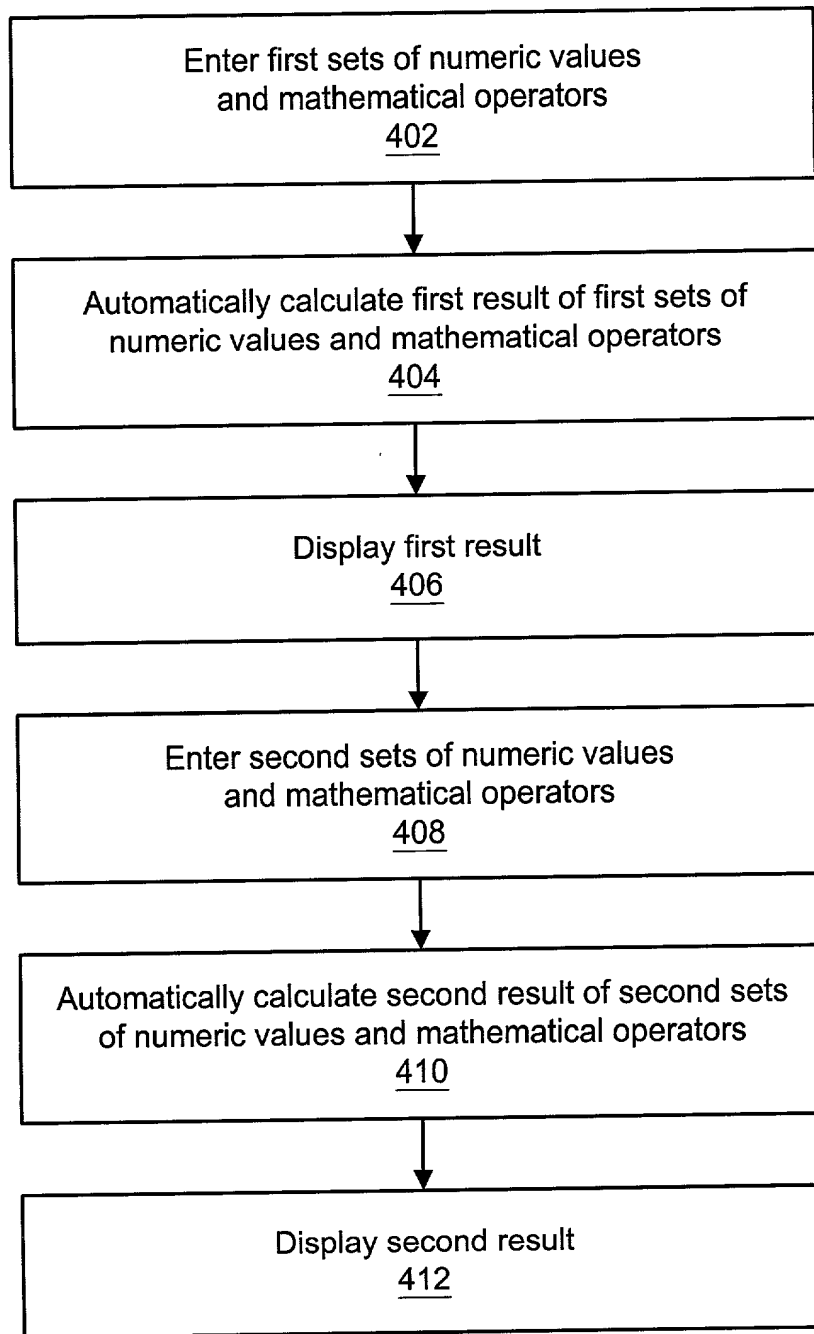 Enter first sets of numeric values
and mathematical operators
402
Automatically calculate first result of first sets of
numeric values and mathematical operators
404
Display first result
406
Enter second sets of numeric values
and mathematical operators
408
Automatically calculate second result of second sets
of numeric values and mathematical operators
410
Display second result
412